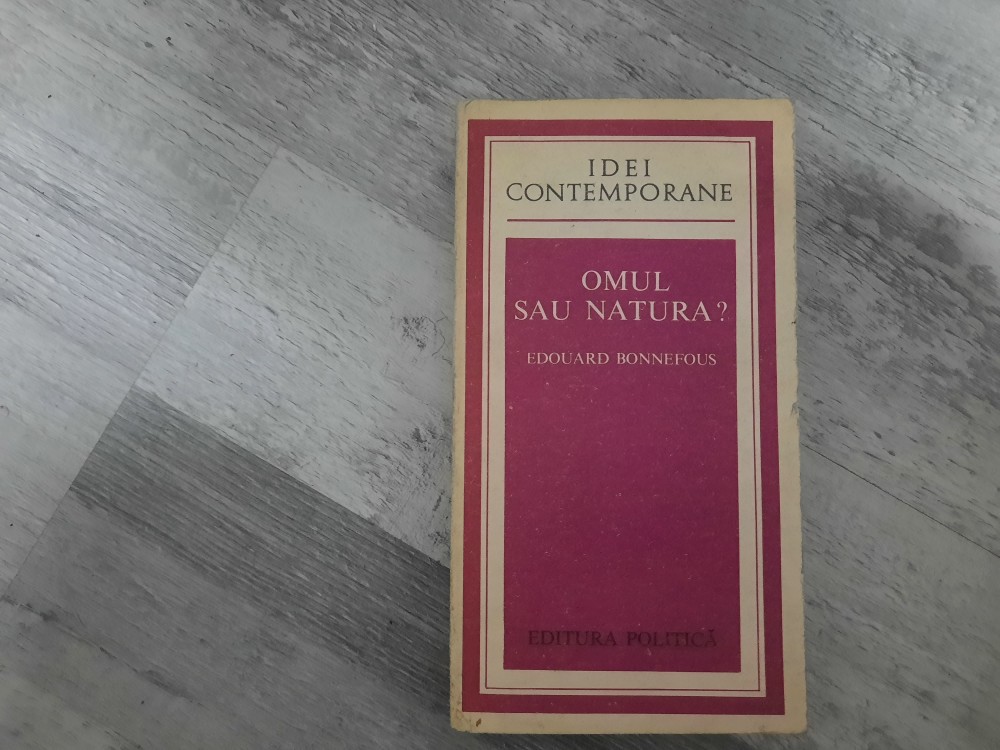 IDEI
CONTEMPORANE
OMUL
SAU NATURA?
EDOUARD BONNEFOUS
EDITURA POLITICĂ